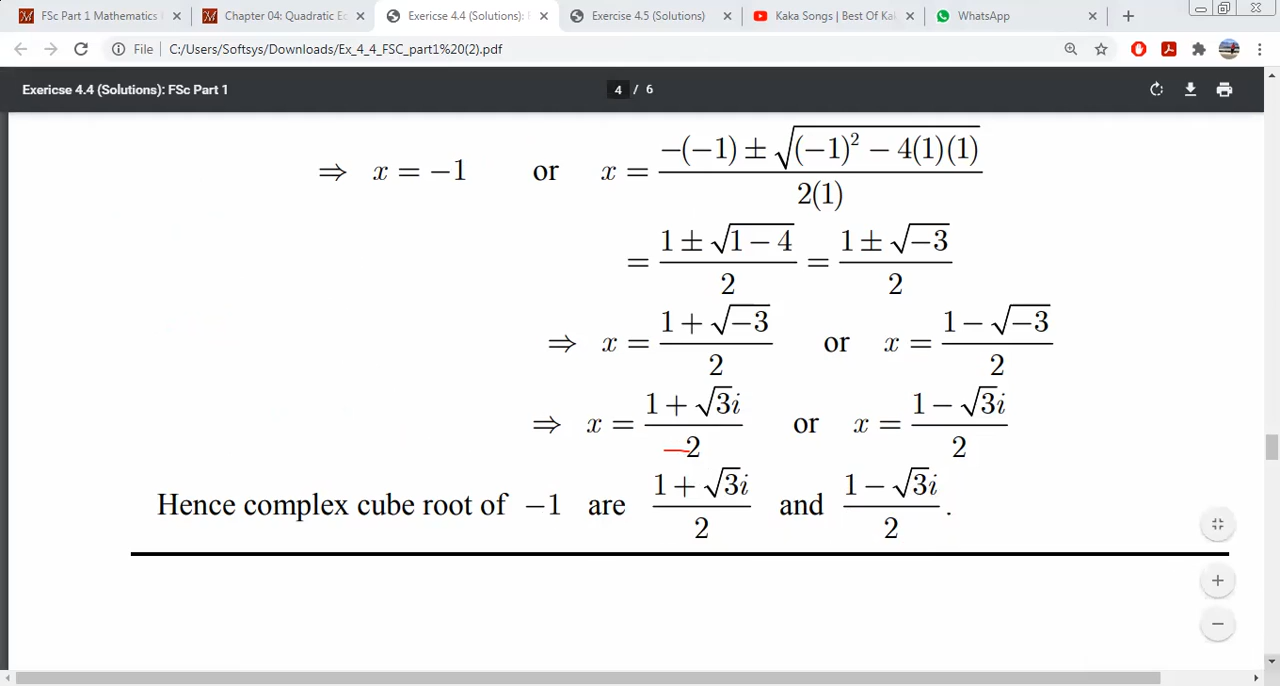 FSc Part 1 Mathematics
Chapter 04: Quadratic Ec
Exericse 4.4 (Solutions):
Exercise 4.5 (Solutions)
Kaka Songs | Best Of Kal
WhatsApp
File | C:/Users/Softsys/Downloads/Ex_4_4_FSC_part1%20(2).pdf
Exericse 4.4 (Solutions): FSc Part 1
4 / 6
⇒ x = −1 or x = (−(−1) ± √((−1)² − 4(1)(1))) / 2(1)
= (1 ± √(1 − 4)) / 2 = (1 ± √−3) / 2
⇒ x = (1 + √−3) / 2 or x = (1 − √−3) / 2
⇒ x = (1 + √3i) / 2 or x = (1 − √3i) / 2
Hence complex cube root of −1 are (1 + √3i) / 2 and (1 − √3i) / 2 .